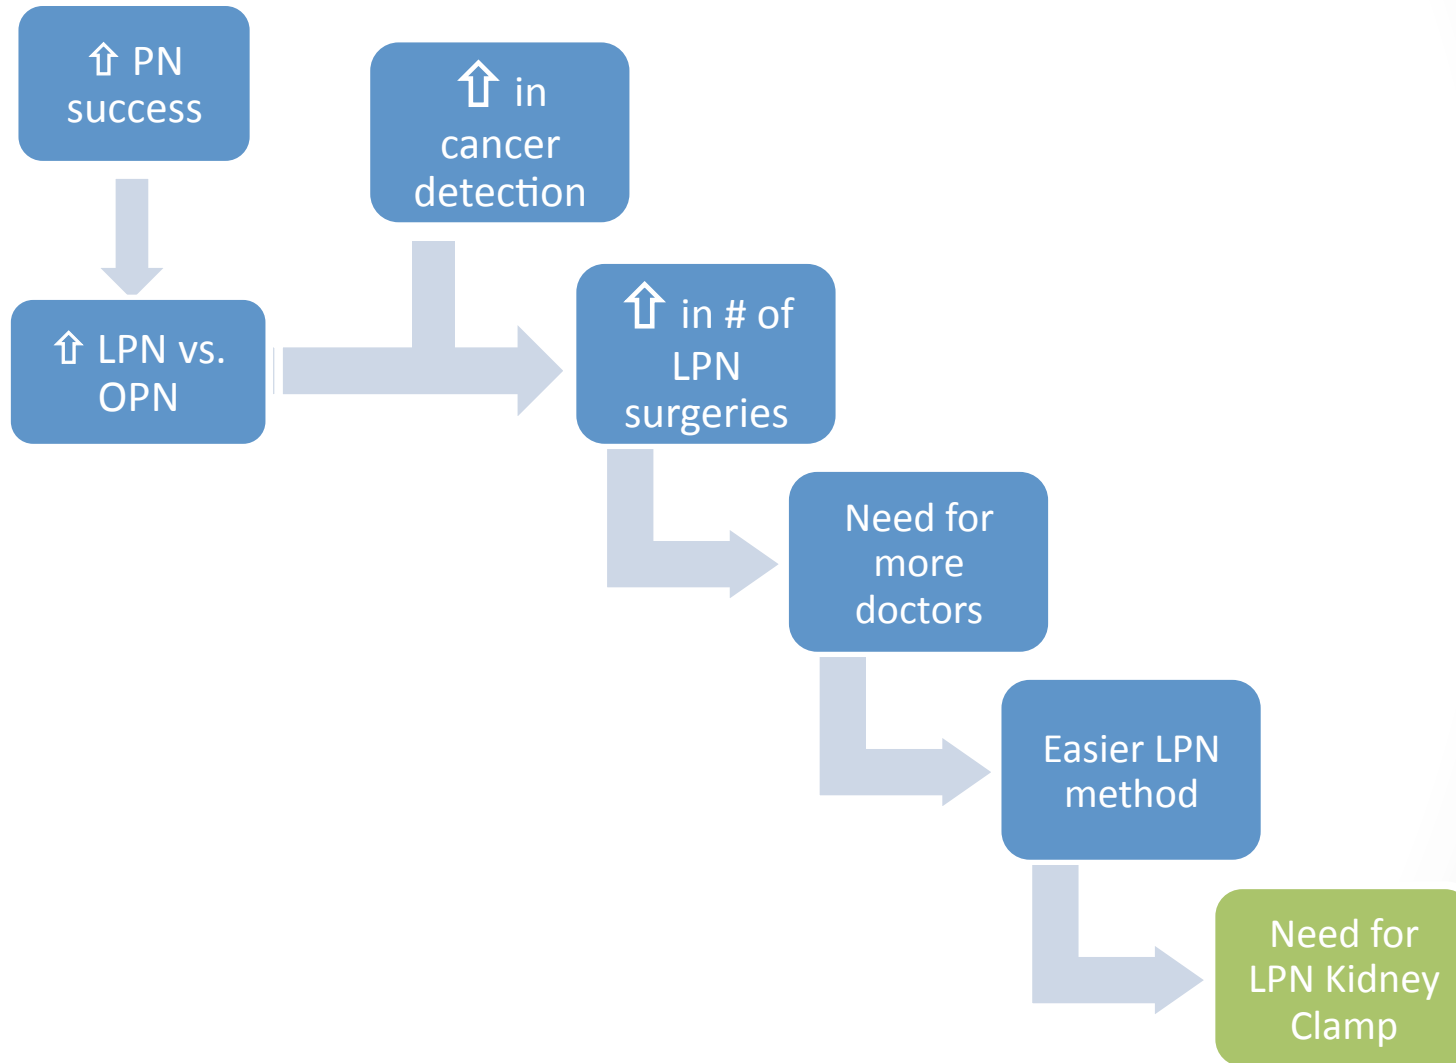 ⇧ PN
success
⇧ in
cancer
detection
⇧ LPN vs.
OPN
⇧ in # of
LPN
surgeries
Need for
more
doctors
Easier LPN
method
Need for
LPN Kidney
Clamp